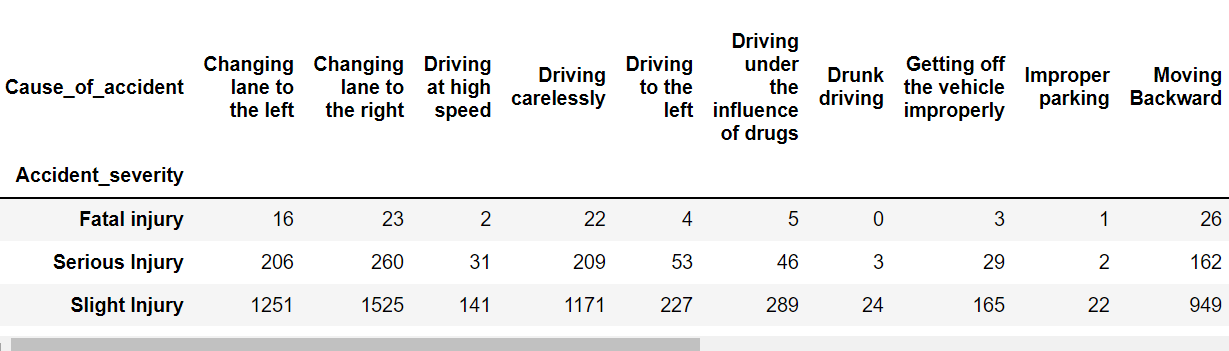 Cause_of_accident Changing lane to the left Changing lane to the right Driving at high speed Driving carelessly Driving to the left Driving under the influence of drugs Drunk driving Getting off the vehicle improperly Improper parking Moving Backward
Accident_severity
Fatal injury 16 23 2 22 4 5 0 3 1 26
Serious Injury 206 260 31 209 53 46 3 29 2 162
Slight Injury 1251 1525 141 1171 227 289 24 165 22 949